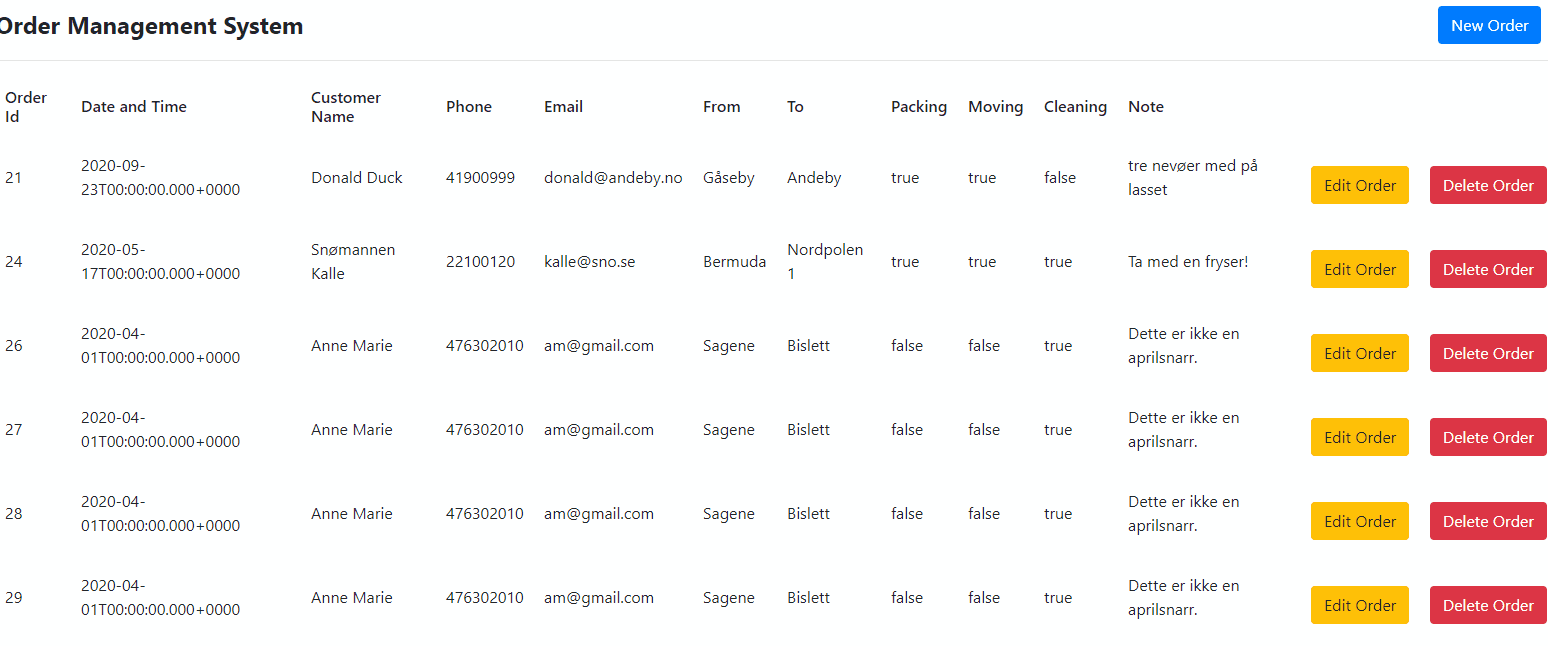 Order Management System
New Order
Order
Id
Date and Time
Customer
Name
Phone
Email
From
To
Packing
Moving
Cleaning
Note
21
2020-09-
23T00:00:00.000+0000
Donald Duck
41900999
donald@andeby.no
Gåseby
Andeby
true
true
false
tre nevøer med på
lasset
Edit Order
Delete Order
24
2020-05-
17T00:00:00.000+0000
Snømannen
Kalle
22100120
kalle@sno.se
Bermuda
Nordpolen
1
true
true
true
Ta med en fryser!
Edit Order
Delete Order
26
2020-04-
01T00:00:00.000+0000
Anne Marie
476302010
am@gmail.com
Sagene
Bislett
false
false
true
Dette er ikke en
aprilsnarr.
Edit Order
Delete Order
27
2020-04-
01T00:00:00.000+0000
Anne Marie
476302010
am@gmail.com
Sagene
Bislett
false
false
true
Dette er ikke en
aprilsnarr.
Edit Order
Delete Order
28
2020-04-
01T00:00:00.000+0000
Anne Marie
476302010
am@gmail.com
Sagene
Bislett
false
false
true
Dette er ikke en
aprilsnarr.
Edit Order
Delete Order
29
2020-04-
01T00:00:00.000+0000
Anne Marie
476302010
am@gmail.com
Sagene
Bislett
false
false
true
Dette er ikke en
aprilsnarr.
Edit Order
Delete Order